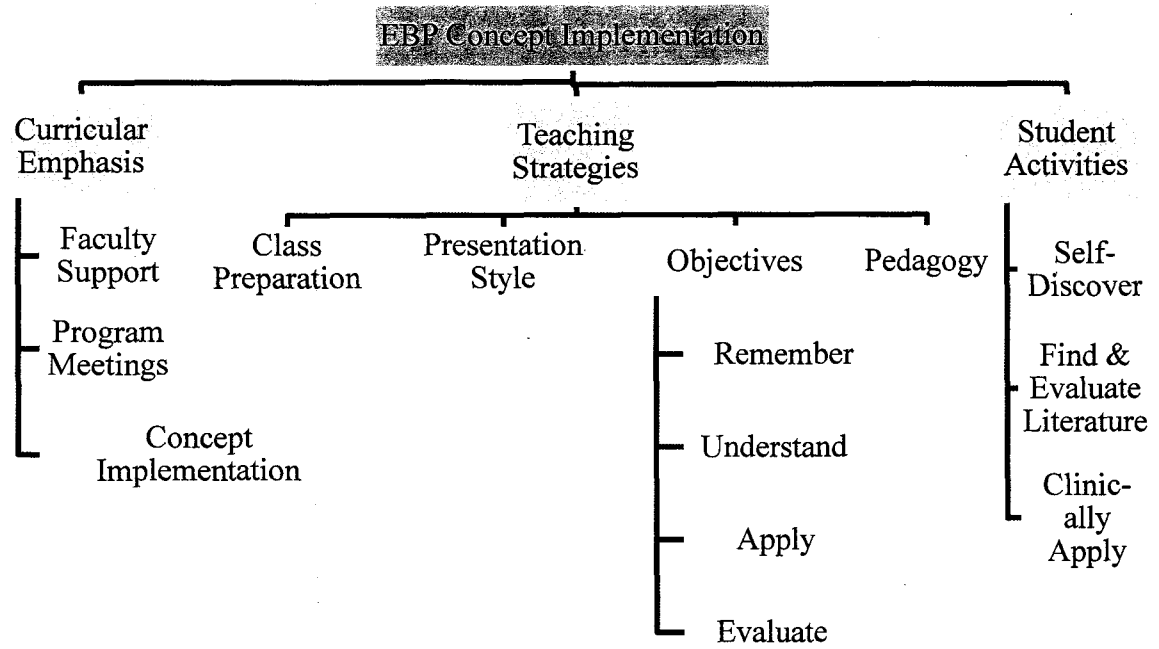 EBP Concept Implementation
Curricular
Emphasis
Faculty
Support
Program
Meetings
Concept
Implementation
Teaching
Strategies
Class
Preparation
Presentation
Style
Objectives
Remember
Understand
Apply
Evaluate
Pedagogy
Student
Activities
Self-
Discover
Find &
Evaluate
Literature
Clinic-
ally
Apply